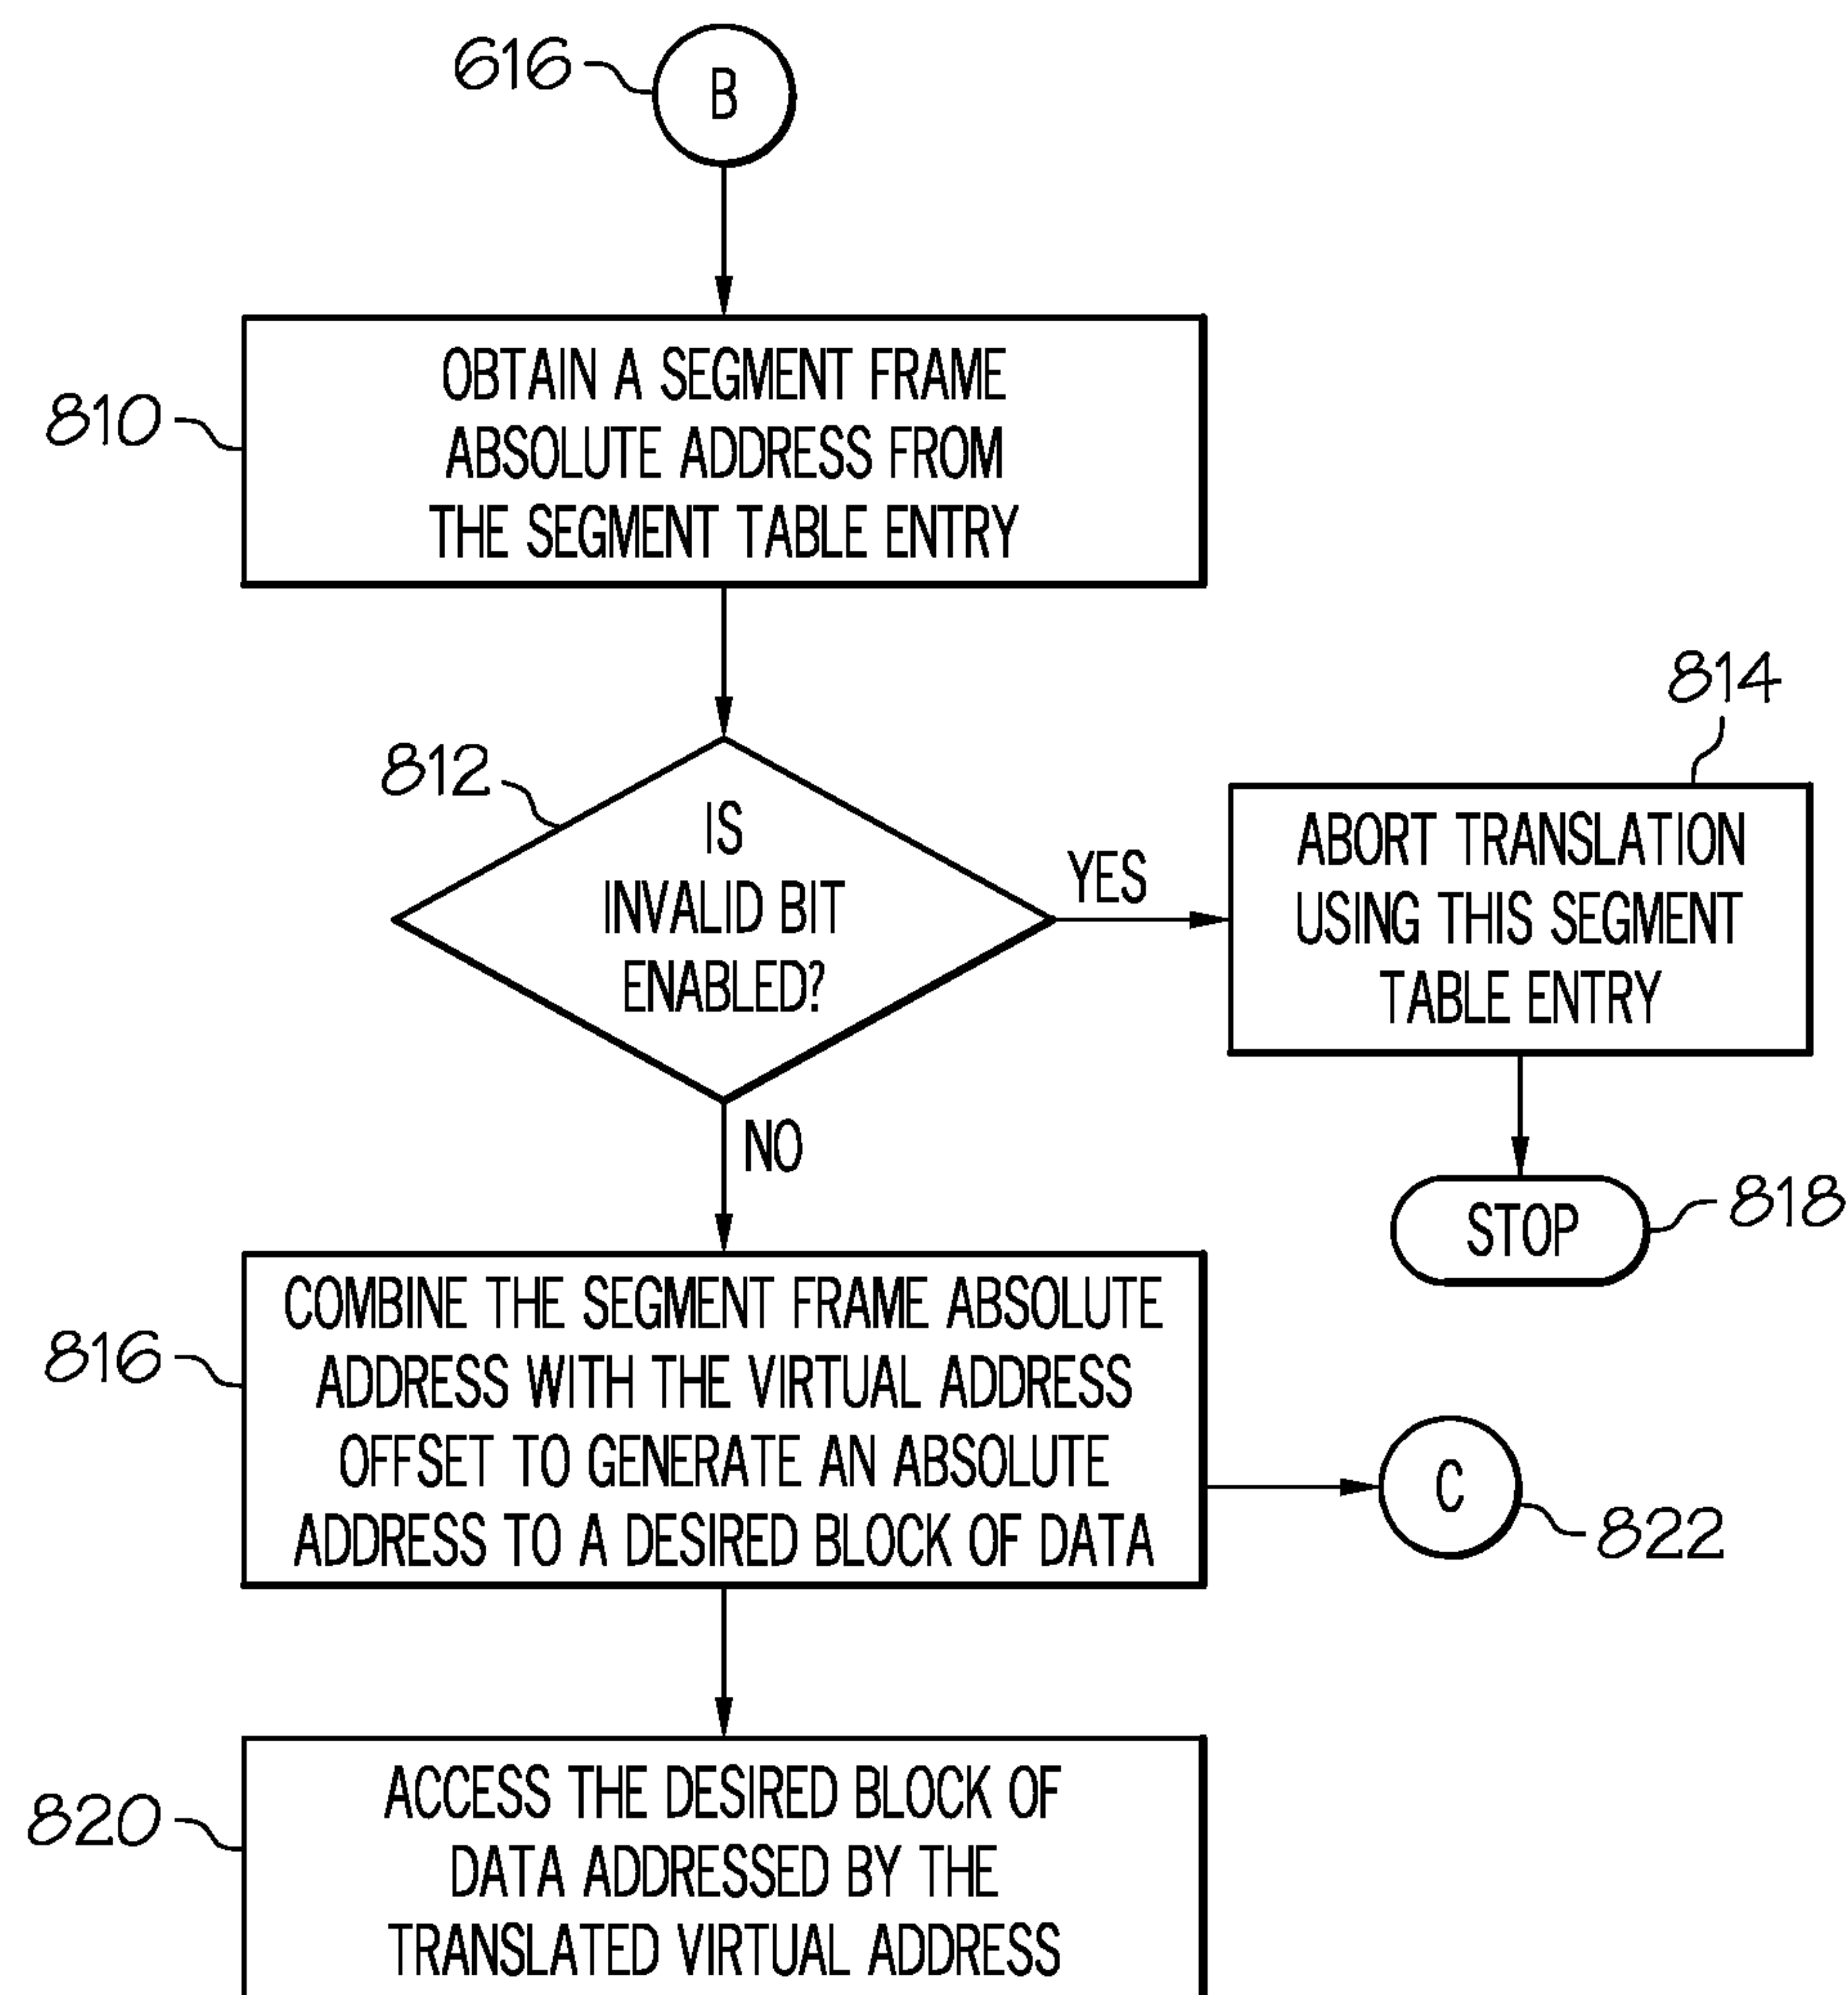 616
B
810
OBTAIN A SEGMENT FRAME
ABSOLUTE ADDRESS FROM
THE SEGMENT TABLE ENTRY
812
IS
INVALID BIT
ENABLED?
YES
814
ABORT TRANSLATION
USING THIS SEGMENT
TABLE ENTRY
NO
STOP
818
816
COMBINE THE SEGMENT FRAME ABSOLUTE
ADDRESS WITH THE VIRTUAL ADDRESS
OFFSET TO GENERATE AN ABSOLUTE
ADDRESS TO A DESIRED BLOCK OF DATA
C
822
820
ACCESS THE DESIRED BLOCK OF
DATA ADDRESSED BY THE
TRANSLATED VIRTUAL ADDRESS